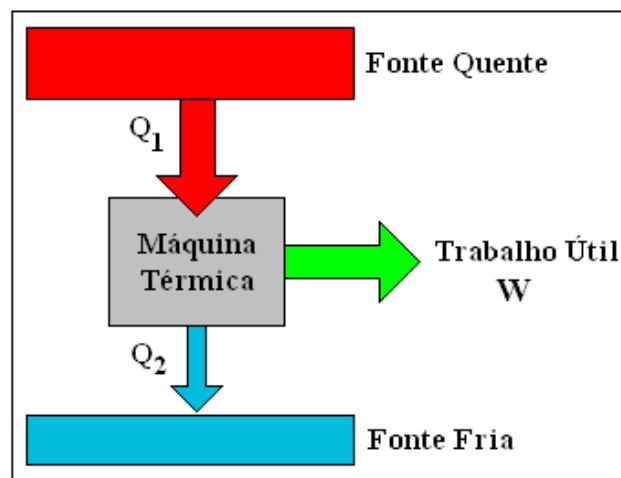 Fonte Quente
Q1
Máquina
Térmica
Trabalho Útil
W
Q2
Fonte Fria